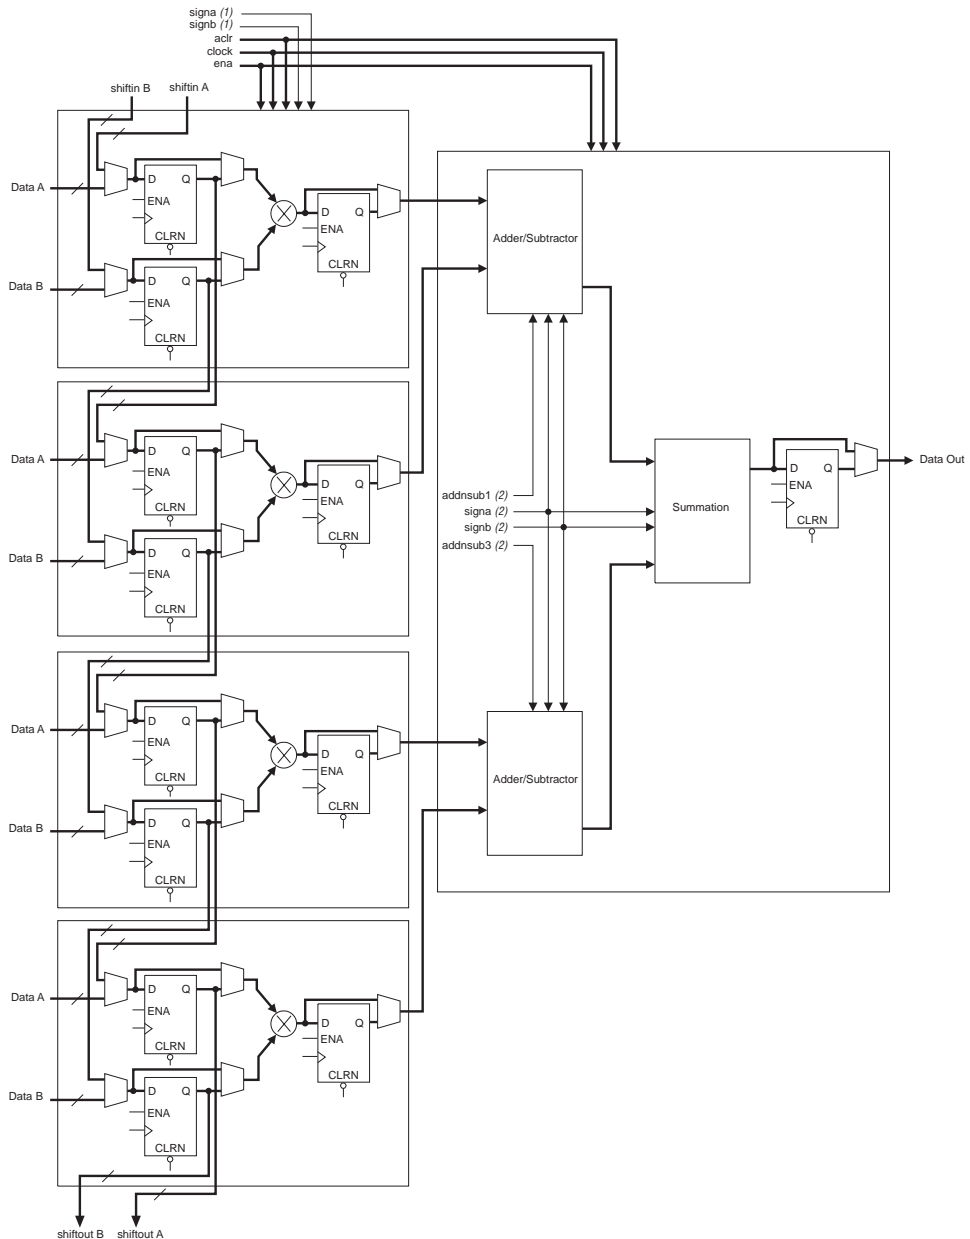 signa (1)
signb (1)
aclr
clock
ena
shiftin B
shiftin A
Data A
D Q
ENA
CLRN
D Q
ENA
CLRN
Data B
D Q
ENA
CLRN
Adder/Subtractor
Data A
D Q
ENA
CLRN
D Q
ENA
CLRN
Data B
D Q
ENA
CLRN
addnsub1 (2)
signa (2)
signb (2)
addnsub3 (2)
Summation
D Q
ENA
CLRN
Data Out
Data A
D Q
ENA
CLRN
D Q
ENA
CLRN
Data B
D Q
ENA
CLRN
Adder/Subtractor
Data A
D Q
ENA
CLRN
D Q
ENA
CLRN
Data B
D Q
ENA
CLRN
shiftout B
shiftout A